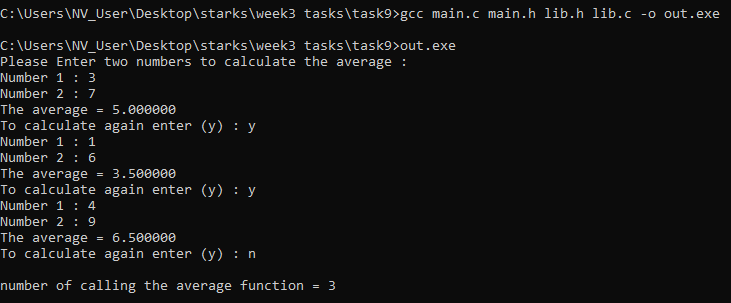 C:\Users\NV_User\Desktop\starks\week3 tasks\task9>gcc main.c main.h lib.h lib.c -o out.exe
C:\Users\NV_User\Desktop\starks\week3 tasks\task9>out.exe
Please Enter two numbers to calculate the average :
Number 1 : 3
Number 2 : 7
The average = 5.000000
To calculate again enter (y) : y
Number 1 : 1
Number 2 : 6
The average = 3.500000
To calculate again enter (y) : y
Number 1 : 4
Number 2 : 9
The average = 6.500000
To calculate again enter (y) : n
number of calling the average function = 3